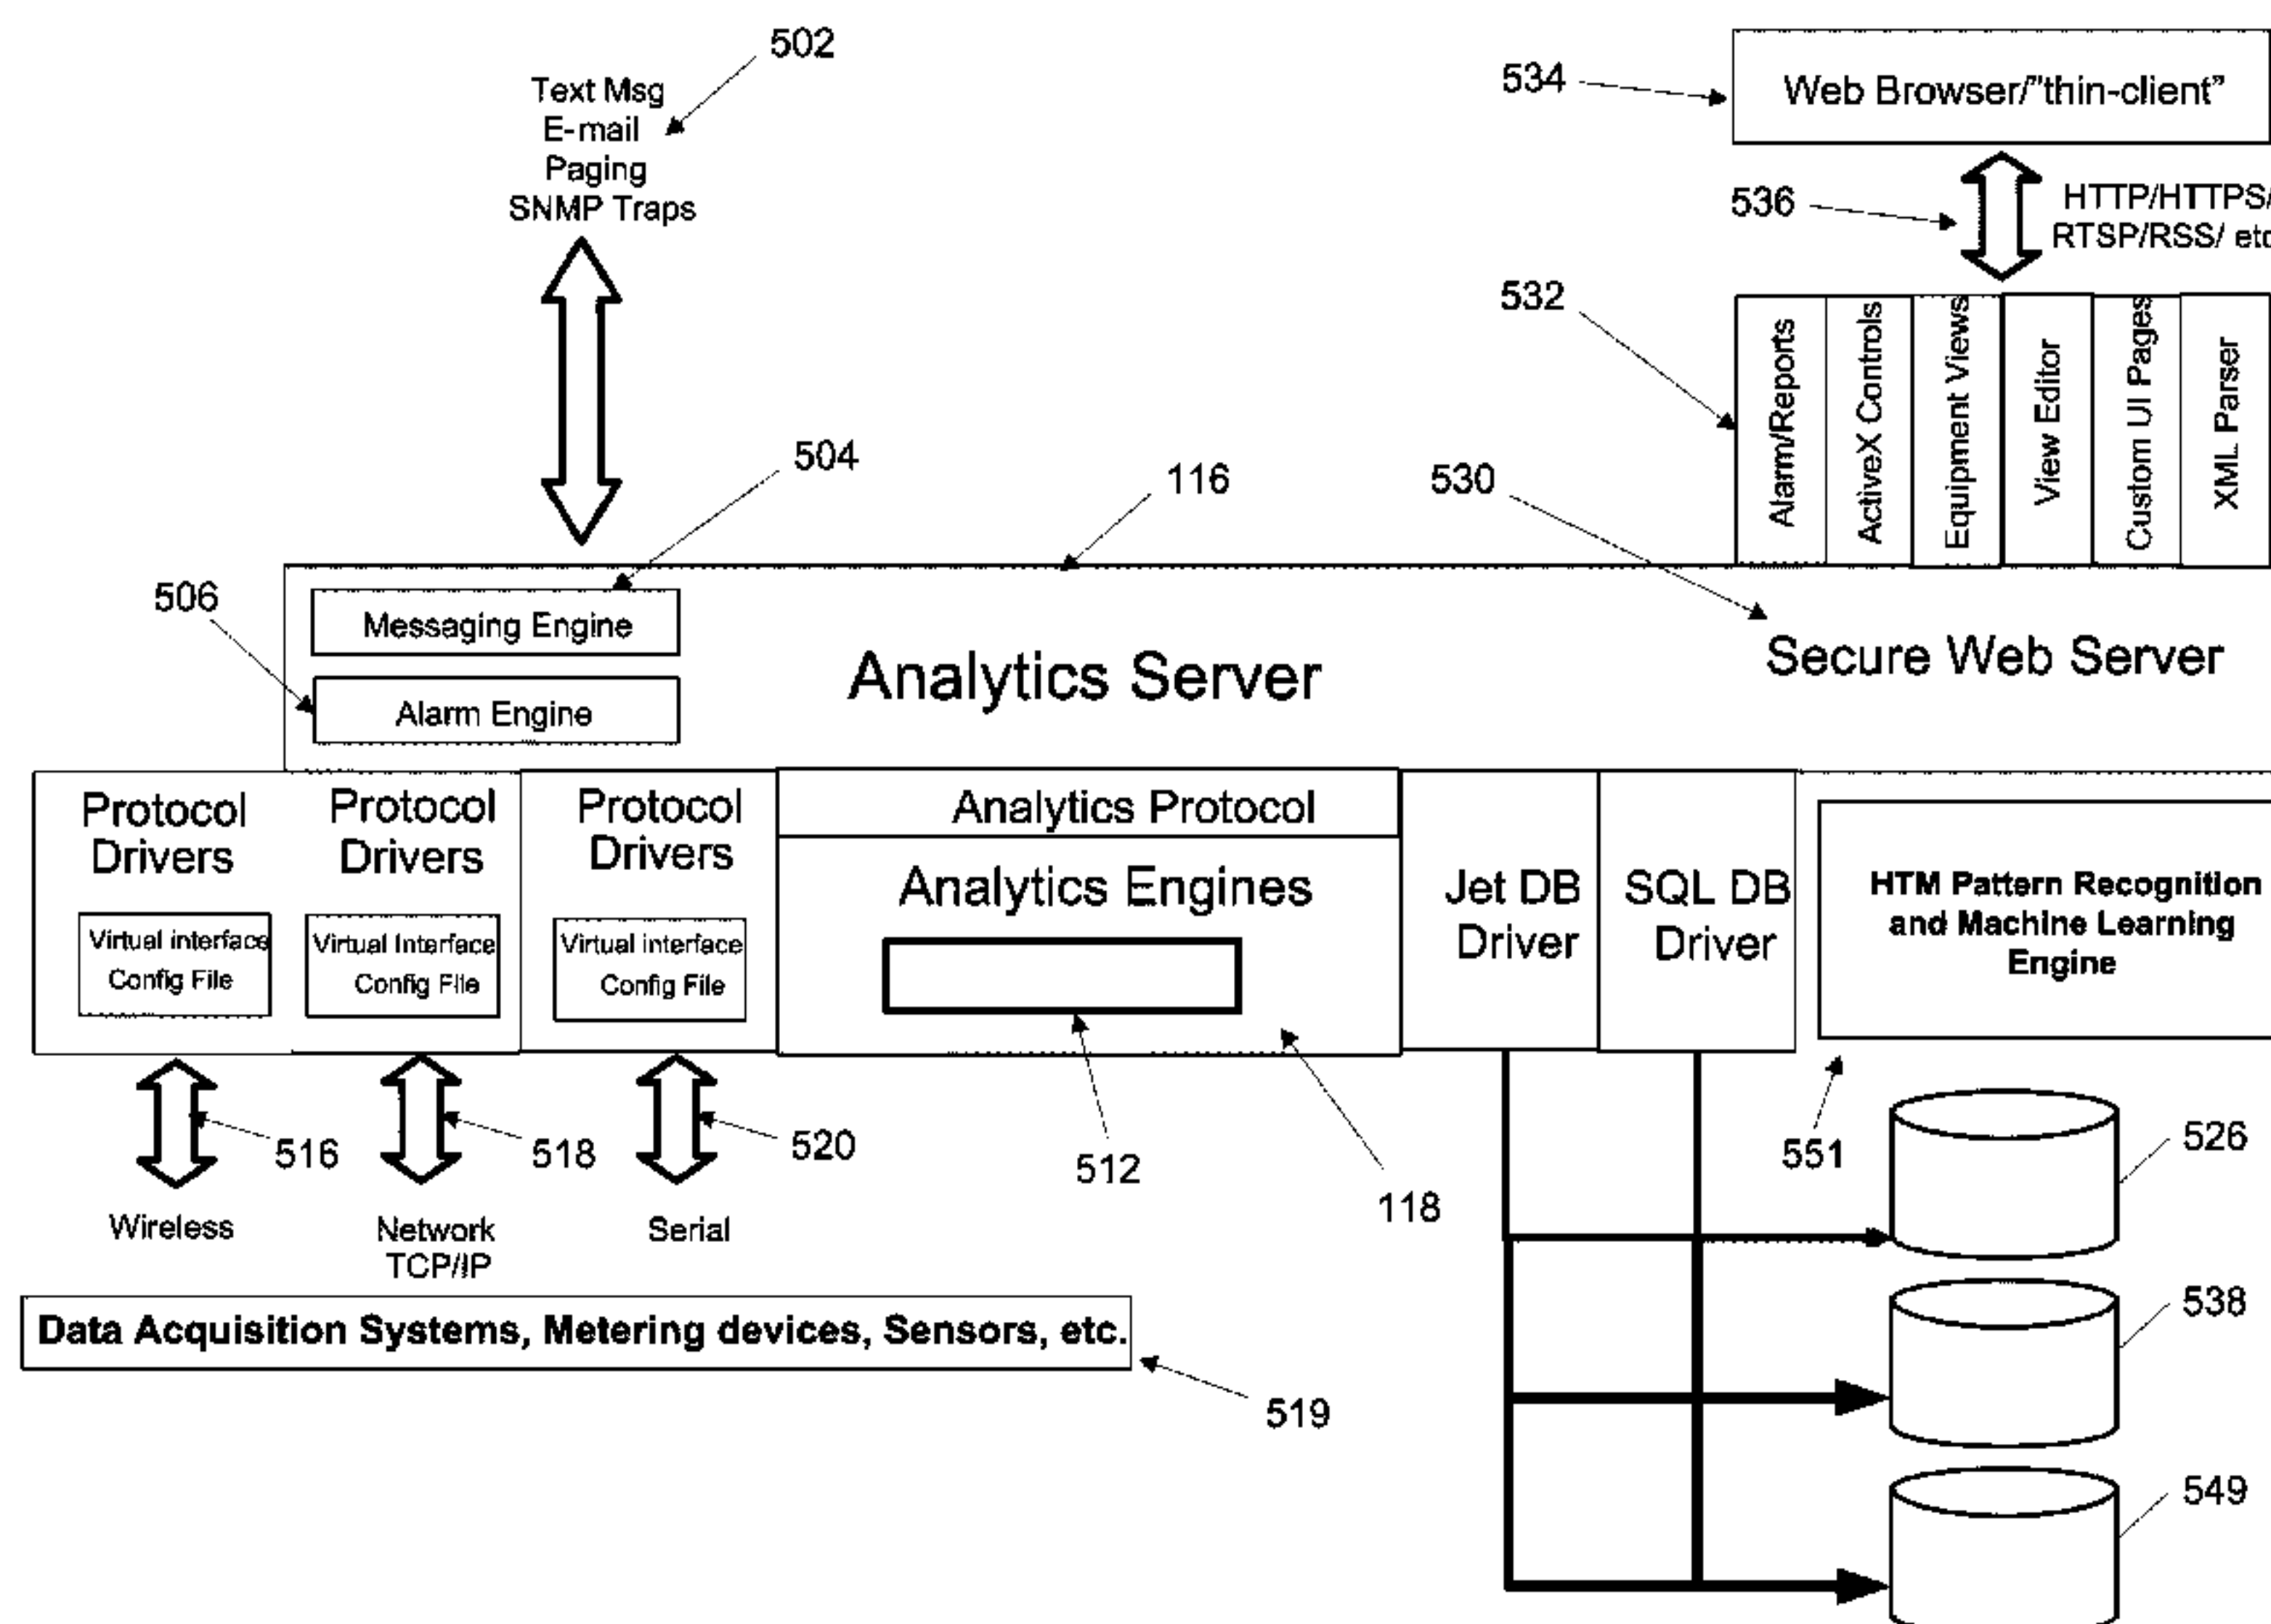 502
Text Msg
E-mail
Paging
SNMP Traps
534
Web Browser/"thin-client"
536
HTTP/HTTPS/
RTSP/RSS/ etc
532
Alarm/Reports
ActiveX Controls
Equipment Views
View Editor
Custom UI Pages
XML Parser
504
116
530
506
Messaging Engine
Alarm Engine
Analytics Server
Secure Web Server
Protocol
Drivers
Virtual interface
Config File
Protocol
Drivers
Virtual Interface
Config File
Protocol
Drivers
Virtual interface
Config File
Analytics Protocol
Analytics Engines
Jet DB
Driver
SQL DB
Driver
HTM Pattern Recognition
and Machine Learning
Engine
516
518
520
512
118
551
526
Wireless
Network
TCP/IP
Serial
538
Data Acquisition Systems, Metering devices, Sensors, etc.
519
549